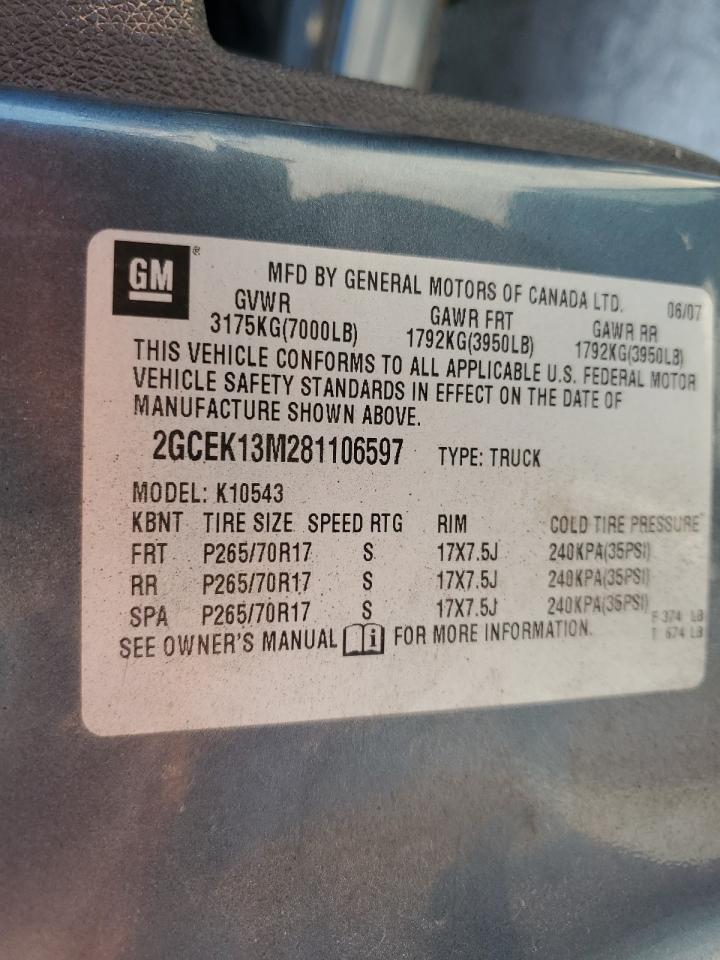 GM®
MFD BY GENERAL MOTORS OF CANADA LTD. 06/07
GVWR GAWR FRT GAWR RR
3175KG(7000LB) 1792KG(3950LB) 1792KG(3950LB)
THIS VEHICLE CONFORMS TO ALL APPLICABLE U.S. FEDERAL MOTOR
VEHICLE SAFETY STANDARDS IN EFFECT ON THE DATE OF
MANUFACTURE SHOWN ABOVE.
2GCEK13M281106597 TYPE: TRUCK
MODEL: K10543
KBNT TIRE SIZE SPEED RTG RIM COLD TIRE PRESSURE
FRT P265/70R17 S 17X7.5J 240KPA(35PSI)
RR P265/70R17 S 17X7.5J 240KPA(35PSI)
SPA P265/70R17 S 17X7.5J 240KPA(35PSI)
F 374 LB
T 674 LB
SEE OWNER'S MANUAL i FOR MORE INFORMATION.